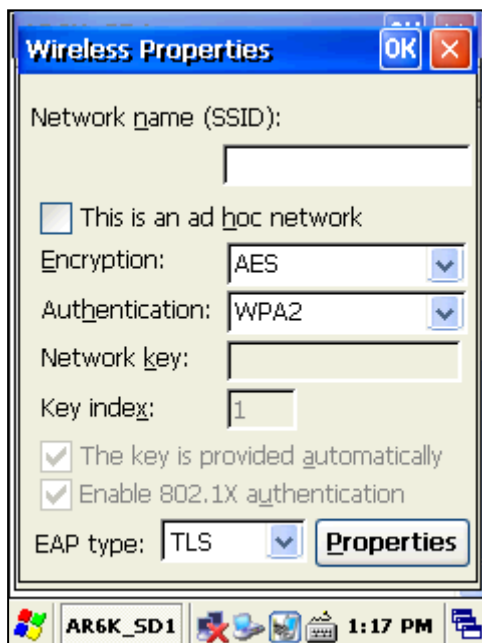 Wireless Properties OK
Network name (SSID):
This is an ad hoc network
Encryption: AES
Authentication: WPA2
Network key:
Key index: 1
The key is provided automatically
Enable 802.1X authentication
EAP type: TLS Properties
AR6K_SD1 1:17 PM